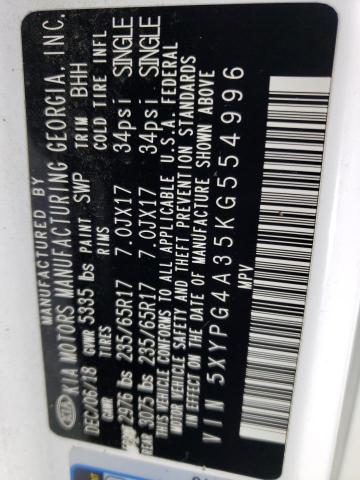 MANUFACTURED BY
KIA MOTORS MANUFACTURING GEORGIA, INC.
DEC/06/18 PAINT SWP TRIM BHH
GVWR 5335 lbs
GAWR TIRES RIMS COLD TIRE INFL
2976 lbs 235/65R17 7.0JX17 34psi SINGLE
REAR 3075 lbs 235/65R17 7.0JX17 34psi SINGLE
THIS VEHICLE CONFORMS TO ALL APPLICABLE U.S.A. FEDERAL
MOTOR VEHICLE SAFETY AND THEFT PREVENTION STANDARDS
IN EFFECT ON THE DATE OF MANUFACTURE SHOWN ABOVE
VIN 5XYPG4A35KG554996
MPV
KIA